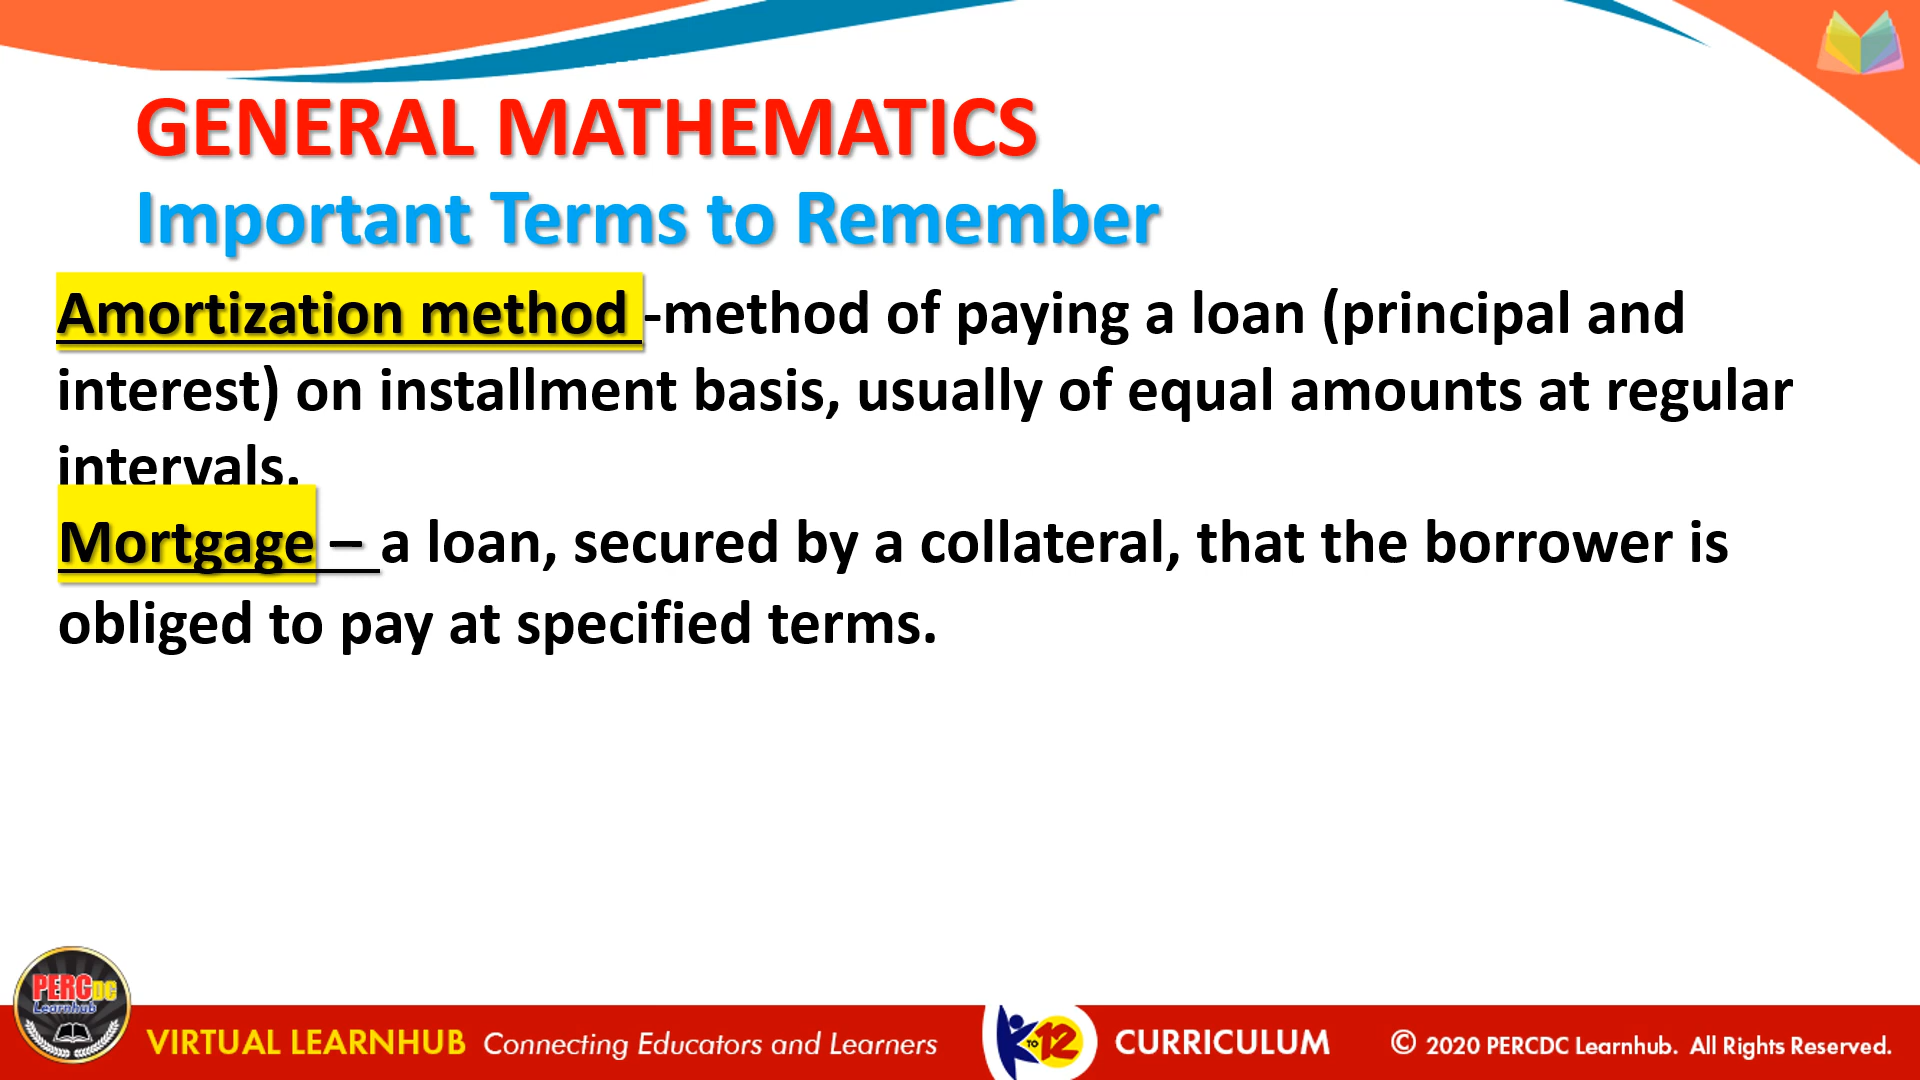 GENERAL MATHEMATICS
Important Terms to Remember
Amortization method -method of paying a loan (principal and
interest) on installment basis, usually of equal amounts at regular
intervals.
Mortgage – a loan, secured by a collateral, that the borrower is
obliged to pay at specified terms.
PERCDC
Learnhub
VIRTUAL LEARNHUB Connecting Educators and Learners
K TO 12 CURRICULUM
© 2020 PERCDC Learnhub. All Rights Reserved.